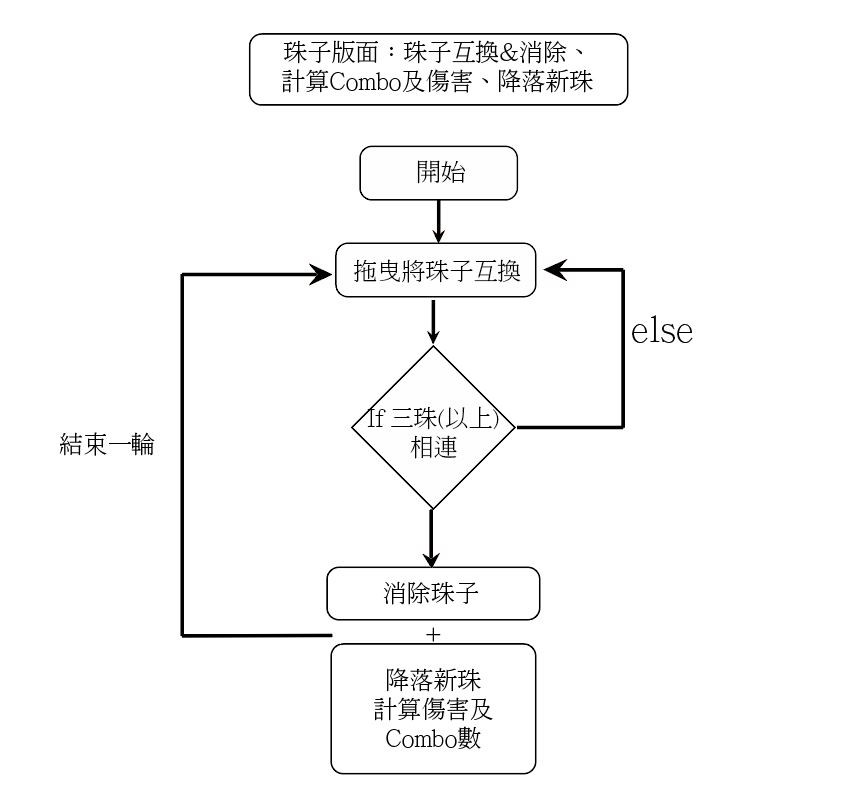 珠子版面：珠子互換&消除、
計算Combo及傷害、降落新珠
開始
拖曳將珠子互換
else
If 三珠(以上)
相連
結束一輪
消除珠子
+
降落新珠
計算傷害及
Combo數